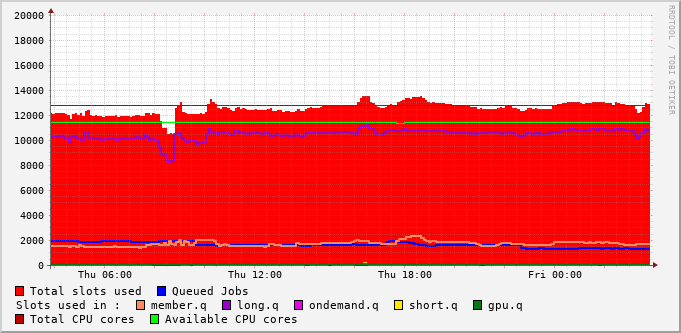 20000
18000
16000
14000
12000
10000
8000
6000
4000
2000
0
Thu 06:00 Thu 12:00 Thu 18:00 Fri 00:00
Total slots used Queued Jobs
Slots used in : member.q long.q ondemand.q short.q gpu.q
Total CPU cores Available CPU cores
RRDTOOL / TOBI OETIKER